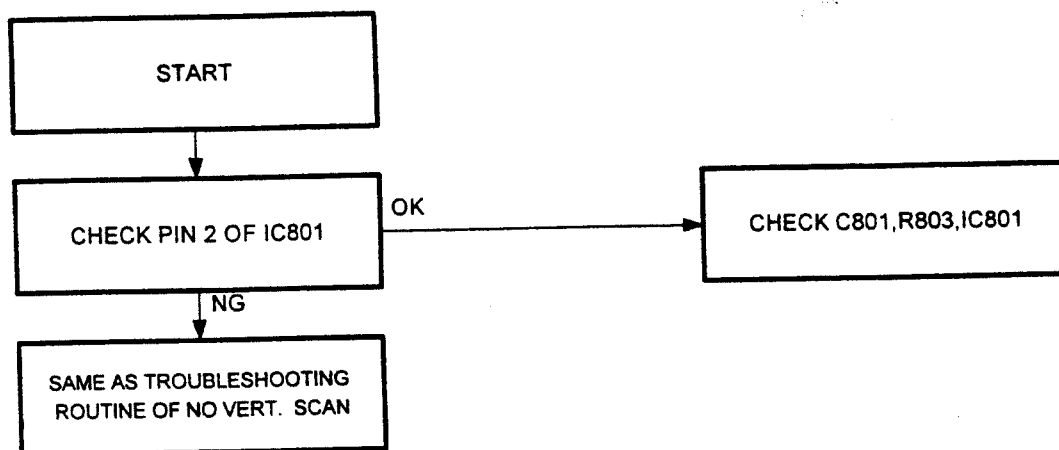 START
CHECK PIN 2 OF IC801
OK
CHECK C801,R803,IC801
NG
SAME AS TROUBLESHOOTING
ROUTINE OF NO VERT. SCAN